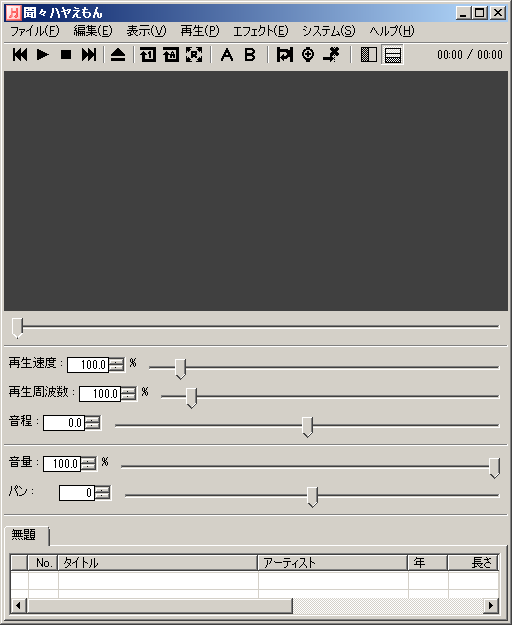 聞々ハヤえもん
ファイル(F) 編集(E) 表示(V) 再生(P) エフェクト(E) システム(S) ヘルプ(H)
1 A R A B 00:00 / 00:00
再生速度 : 100.0 %
再生周波数 : 100.0 %
音程 : 0.0
音量 : 100.0 %
パン : 0
無題
No. タイトル アーティスト 年 長さ